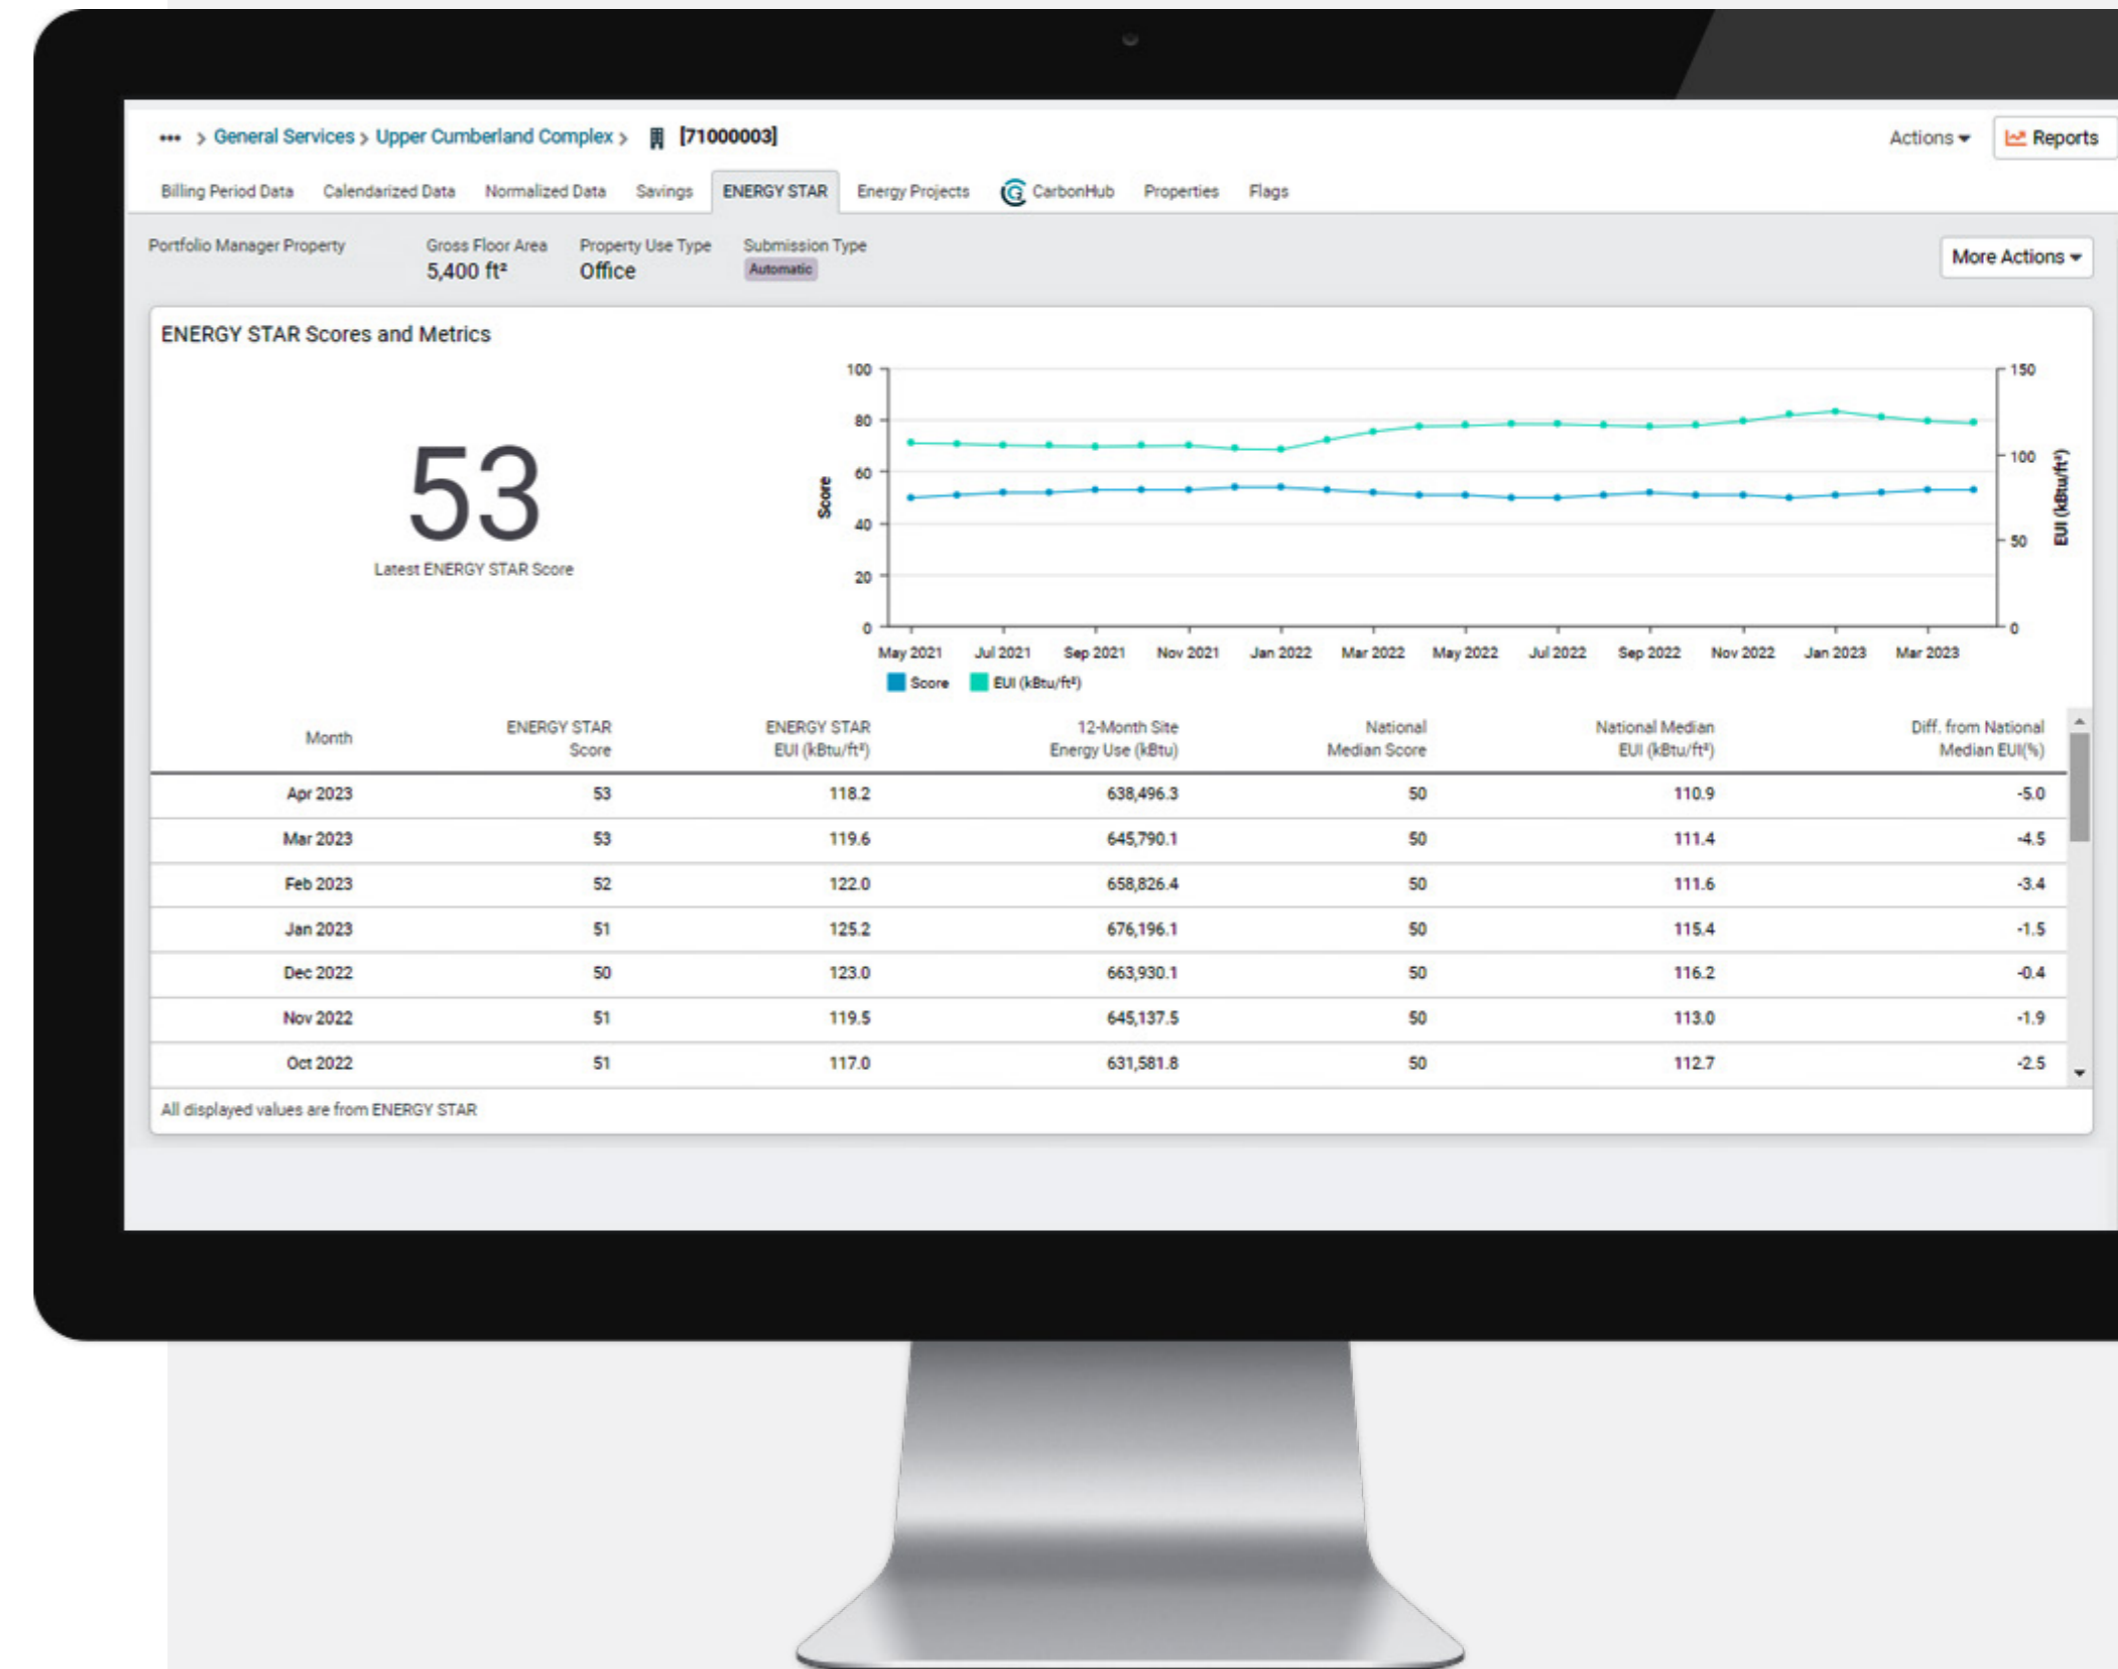 ••• > General Services > Upper Cumberland Complex > [71000003]
Actions
Reports
Billing Period Data Calendarized Data Normalized Data Savings ENERGY STAR Energy Projects CarbonHub Properties Flags
Portfolio Manager Property
Gross Floor Area
5,400 ft²
Property Use Type
Office
Submission Type
Automatic
More Actions
ENERGY STAR Scores and Metrics
53
Latest ENERGY STAR Score
Score
100
80
60
40
20
0
150
100
50
0
EUI (kBtu/ft²)
May 2021 Jul 2021 Sep 2021 Nov 2021 Jan 2022 Mar 2022 May 2022 Jul 2022 Sep 2022 Nov 2022 Jan 2023 Mar 2023
Score EUI (kBtu/ft²)
Month
ENERGY STAR
Score
ENERGY STAR
EUI (kBtu/ft²)
12-Month Site
Energy Use (kBtu)
National
Median Score
National Median
EUI (kBtu/ft²)
Diff. from National
Median EUI(%)
Apr 2023 53 118.2 638,496.3 50 110.9 -5.0
Mar 2023 53 119.6 645,790.1 50 111.4 -4.5
Feb 2023 52 122.0 658,826.4 50 111.6 -3.4
Jan 2023 51 125.2 676,196.1 50 115.4 -1.5
Dec 2022 50 123.0 663,930.1 50 116.2 -0.4
Nov 2022 51 119.5 645,137.5 50 113.0 -1.9
Oct 2022 51 117.0 631,581.8 50 112.7 -2.5
All displayed values are from ENERGY STAR